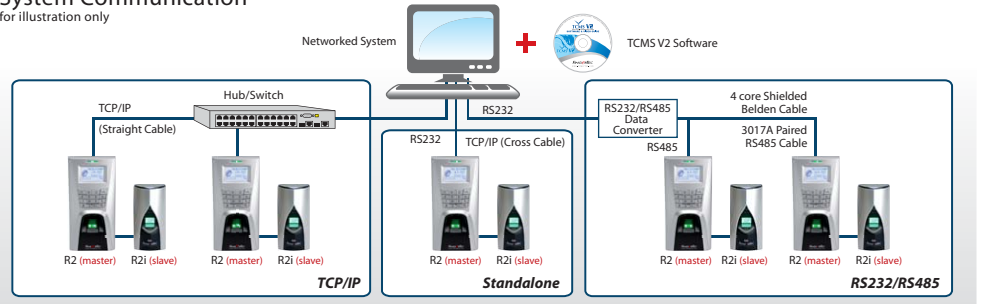 System Communication
for illustration only
Networked System
TCMS V2
TCMS V2 Software
TCP/IP
(Straight Cable)
Hub/Switch
RS232
RS232
TCP/IP (Cross Cable)
RS232/RS485
Data
Converter
RS485
4 core Shielded
Belden Cable
3017A Paired
RS485 Cable
R2 (master)
R2i (slave)
R2 (master)
R2i (slave)
R2 (master)
R2i (slave)
R2 (master)
R2i (slave)
R2 (master)
R2i (slave)
TCP/IP
Standalone
RS232/RS485